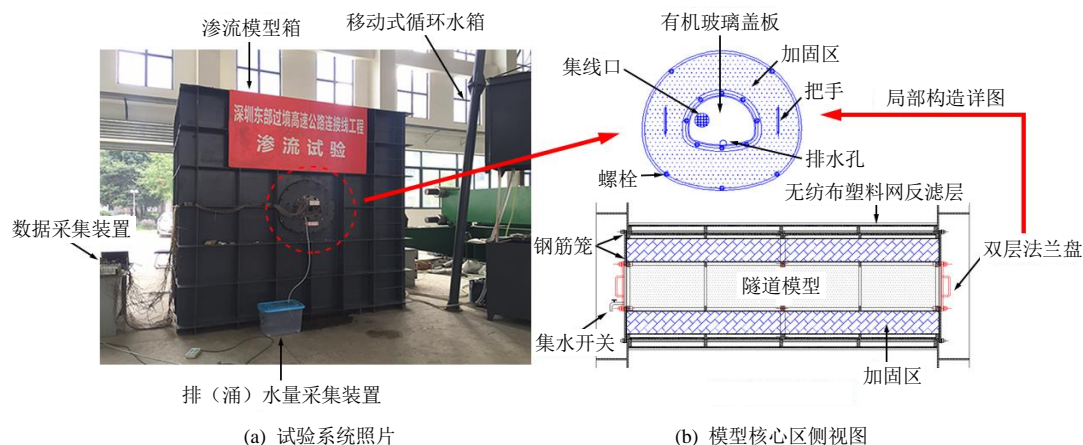 渗流模型箱
移动式循环水箱
深圳东部过境高速公路连接线工程
渗流试验
数据采集装置
排（涌）水量采集装置
(a) 试验系统照片
有机玻璃盖板
加固区
集线口
把手
局部构造详图
排水孔
螺栓
无纺布塑料网反滤层
钢筋笼
双层法兰盘
隧道模型
集水开关
加固区
(b) 模型核心区侧视图